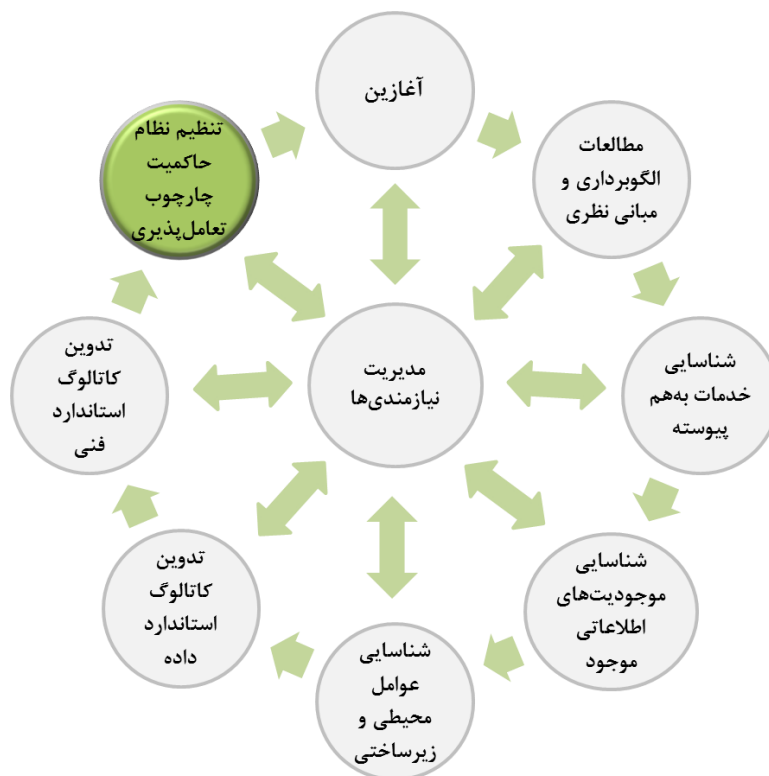 آغازین
مطالعات
الگوبرداری و
مبانی نظری
شناسایی
خدمات به‌هم
پیوسته
شناسایی
موجودیت‌های
اطلاعاتی
موجود
شناسایی
عوامل
محیطی و
زیرساختی
تدوین
کاتالوگ
استاندارد
داده
تدوین
کاتالوگ
استاندارد
فنی
تنظیم نظام
حاکمیت
چارچوب
تعامل‌پذیری
مدیریت
نیازمندی‌ها